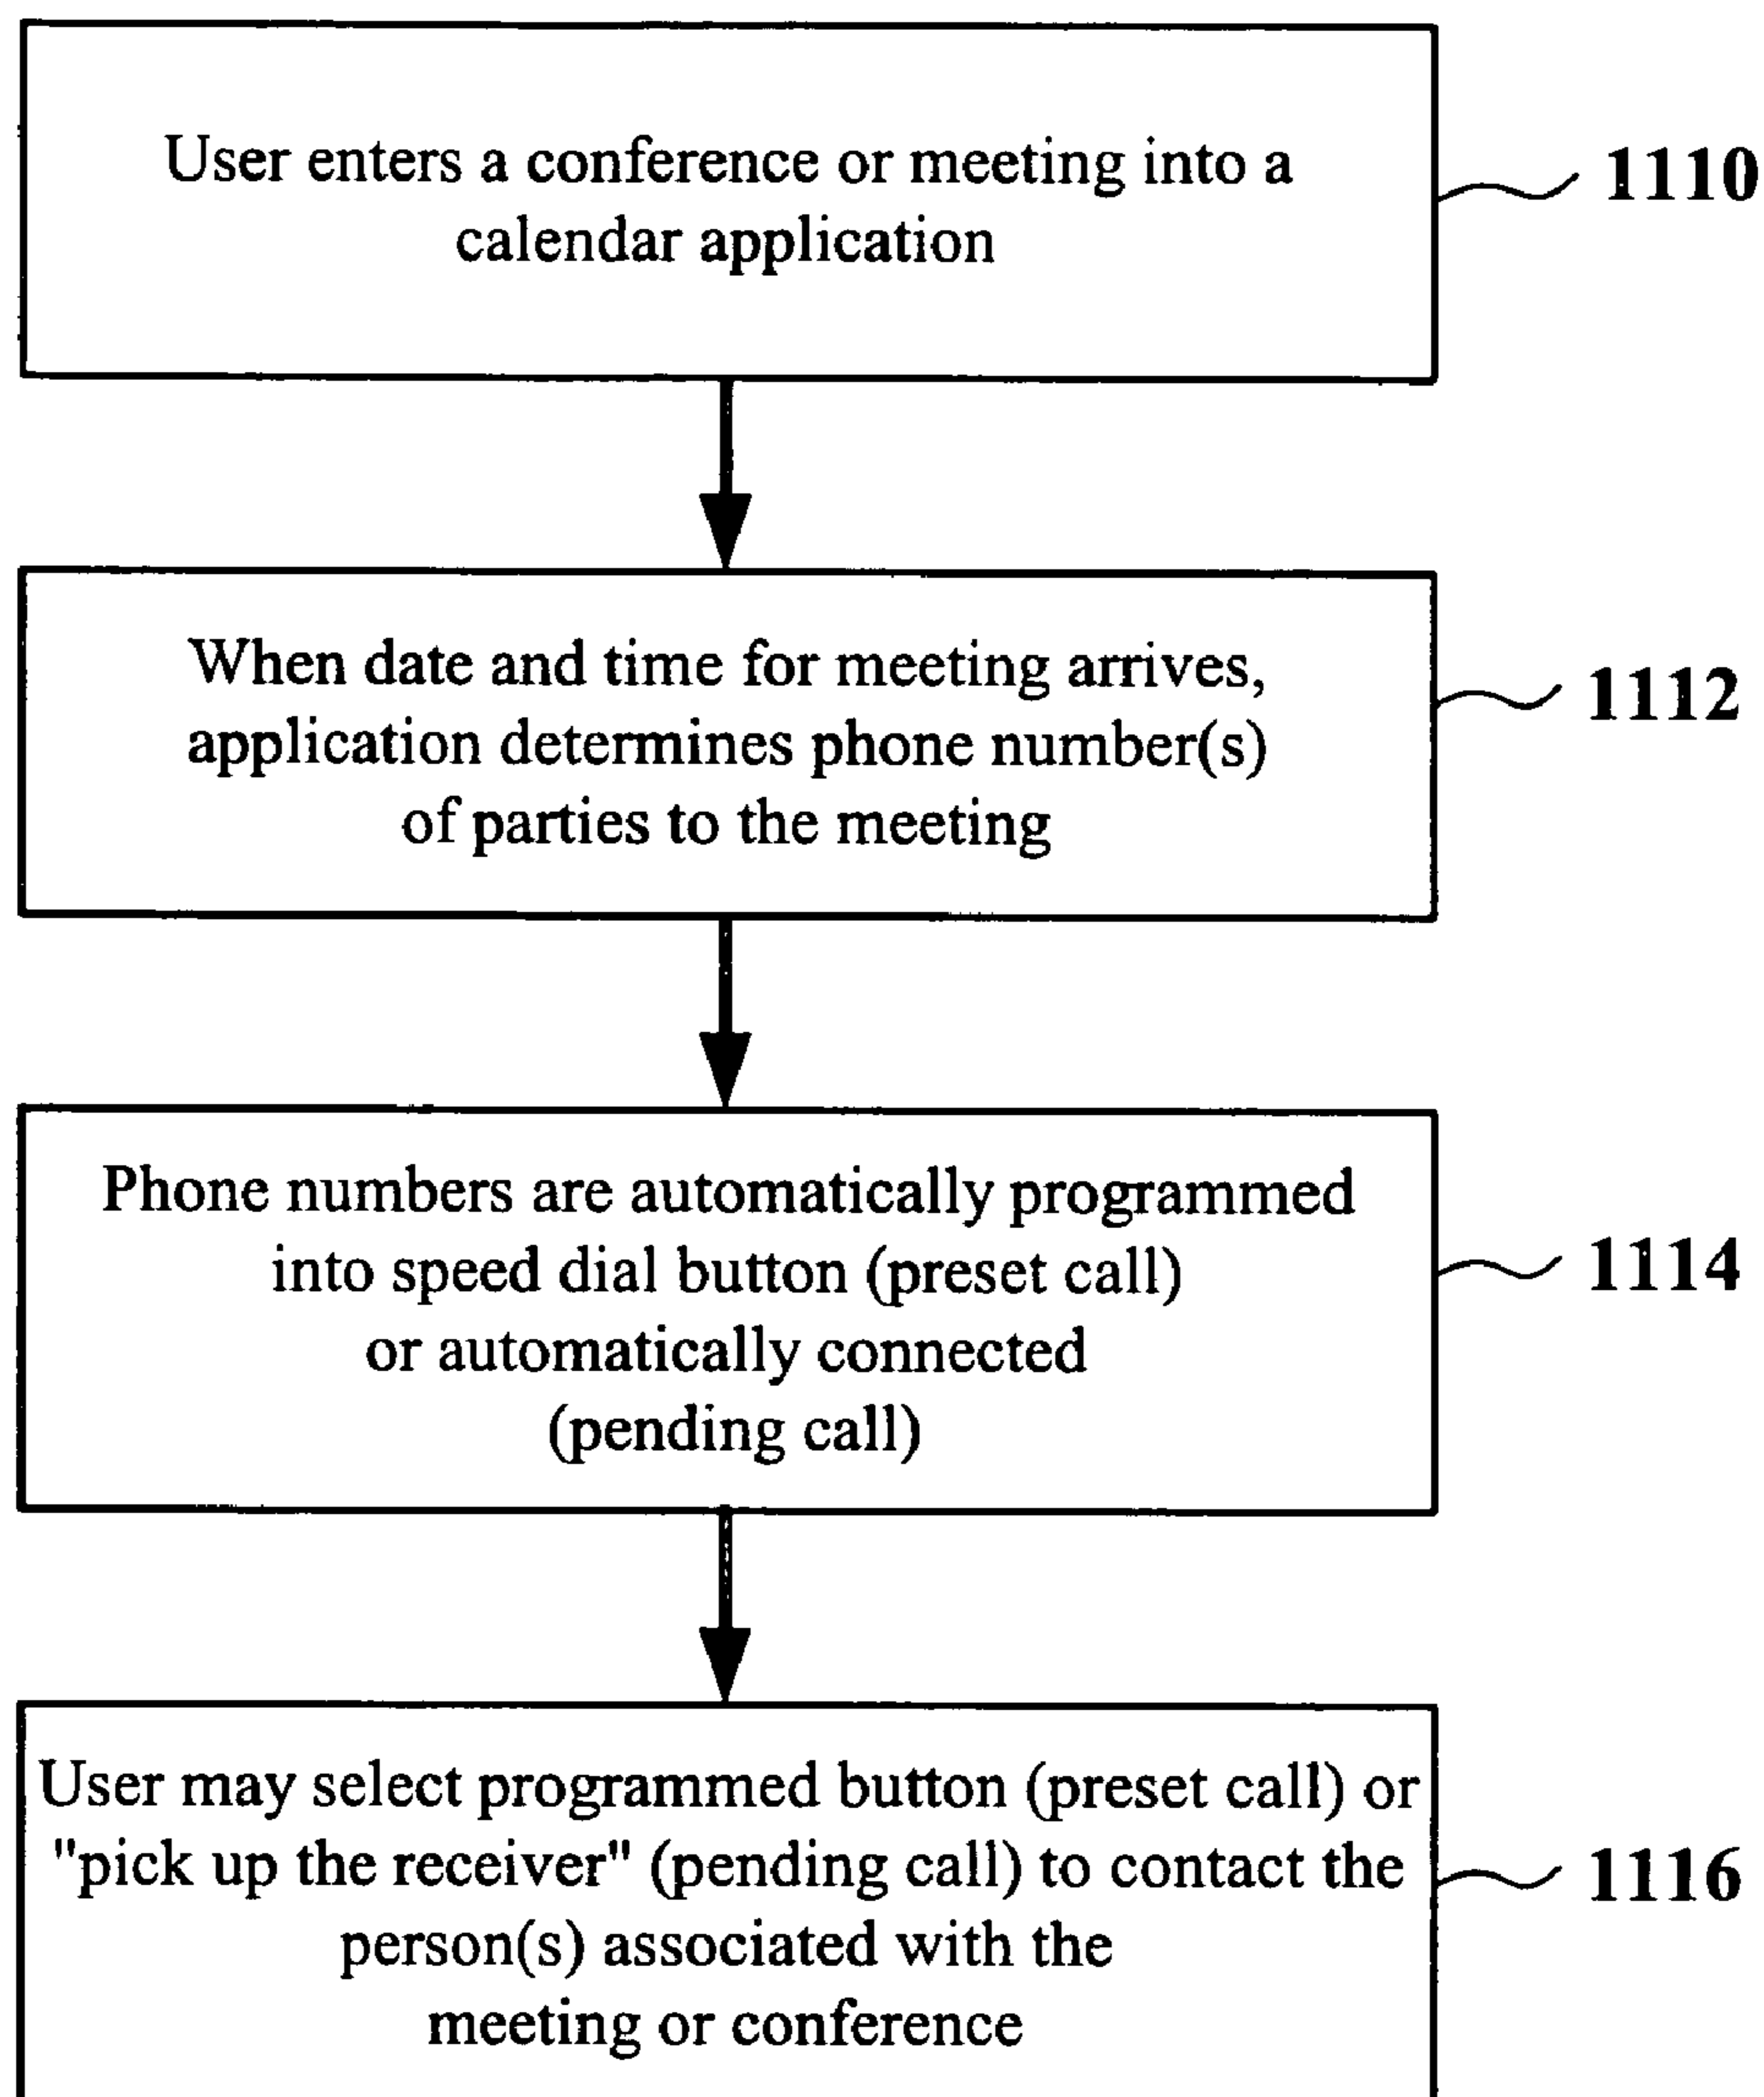 User enters a conference or meeting into a
calendar application
1110
When date and time for meeting arrives,
application determines phone number(s)
of parties to the meeting
1112
Phone numbers are automatically programmed
into speed dial button (preset call)
or automatically connected
(pending call)
1114
User may select programmed button (preset call) or
"pick up the receiver" (pending call) to contact the
person(s) associated with the
meeting or conference
1116